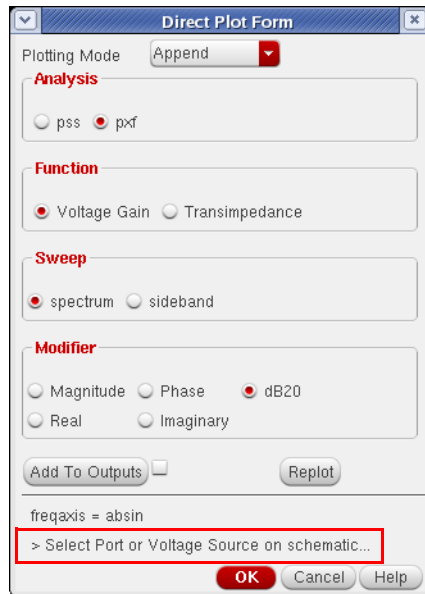 Direct Plot Form
Plotting Mode Append
Analysis
pss pxf
Function
Voltage Gain Transimpedance
Sweep
spectrum sideband
Modifier
Magnitude Phase dB20
Real Imaginary
Add To Outputs Replot
freqaxis = absin
> Select Port or Voltage Source on schematic...
OK Cancel Help